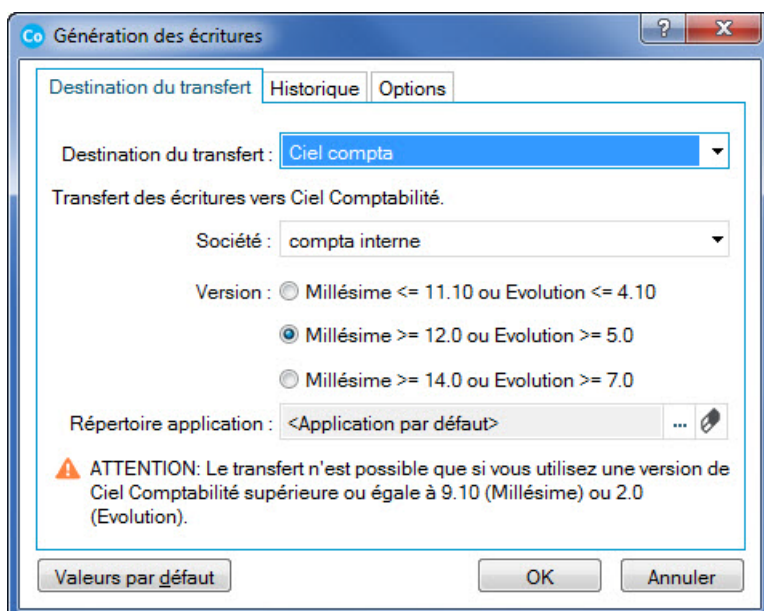 Co Génération des écritures
Destination du transfert Historique Options
Destination du transfert : Ciel compta
Transfert des écritures vers Ciel Comptabilité.
Société : compta interne
Version : Millésime <= 11.10 ou Evolution <= 4.10
Millésime >= 12.0 ou Evolution >= 5.0
Millésime >= 14.0 ou Evolution >= 7.0
Répertoire application : <Application par défaut> ...
ATTENTION: Le transfert n'est possible que si vous utilisez une version de
Ciel Comptabilité supérieure ou égale à 9.10 (Millésime) ou 2.0
(Evolution).
Valeurs par défaut OK Annuler